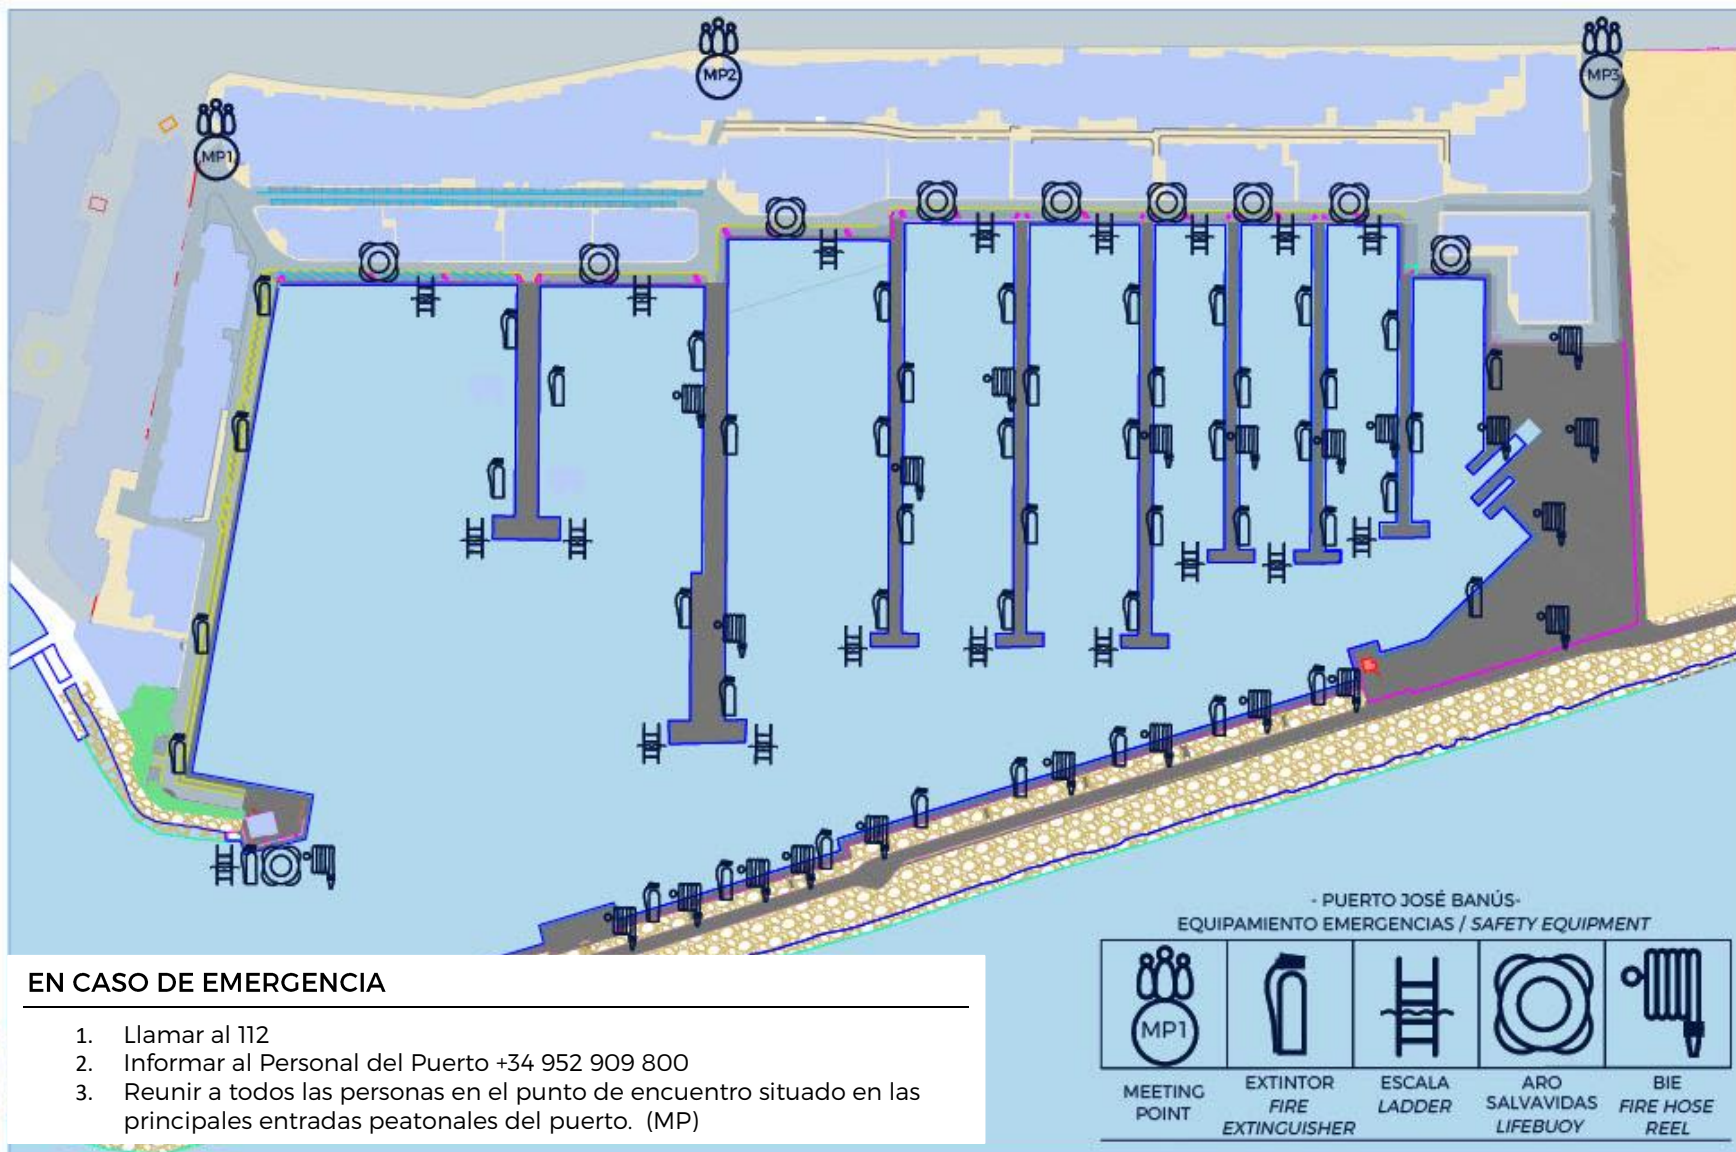 MP2
MP3
MP1
- PUERTO JOSÉ BANÚS-
EQUIPAMIENTO EMERGENCIAS / SAFETY EQUIPMENT
MP1
MEETING POINT
EXTINTOR
FIRE EXTINGUISHER
ESCALA
LADDER
ARO SALVAVIDAS
LIFEBUOY
BIE
FIRE HOSE REEL
EN CASO DE EMERGENCIA
1. Llamar al 112
2. Informar al Personal del Puerto +34 952 909 800
3. Reunir a todos las personas en el punto de encuentro situado en las
principales entradas peatonales del puerto. (MP)